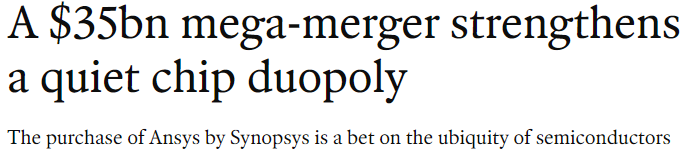 A $35bn mega-merger strengthens
a quiet chip duopoly
The purchase of Ansys by Synopsys is a bet on the ubiquity of semiconductors